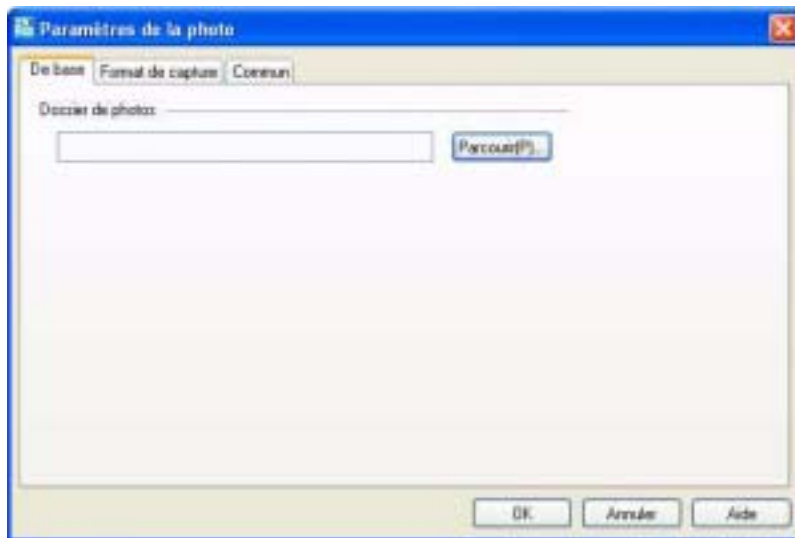 Paramètres de la photo
De base Format de capture Commun
Dossier de photos
Parcourir(P)...
OK Annuler Aide